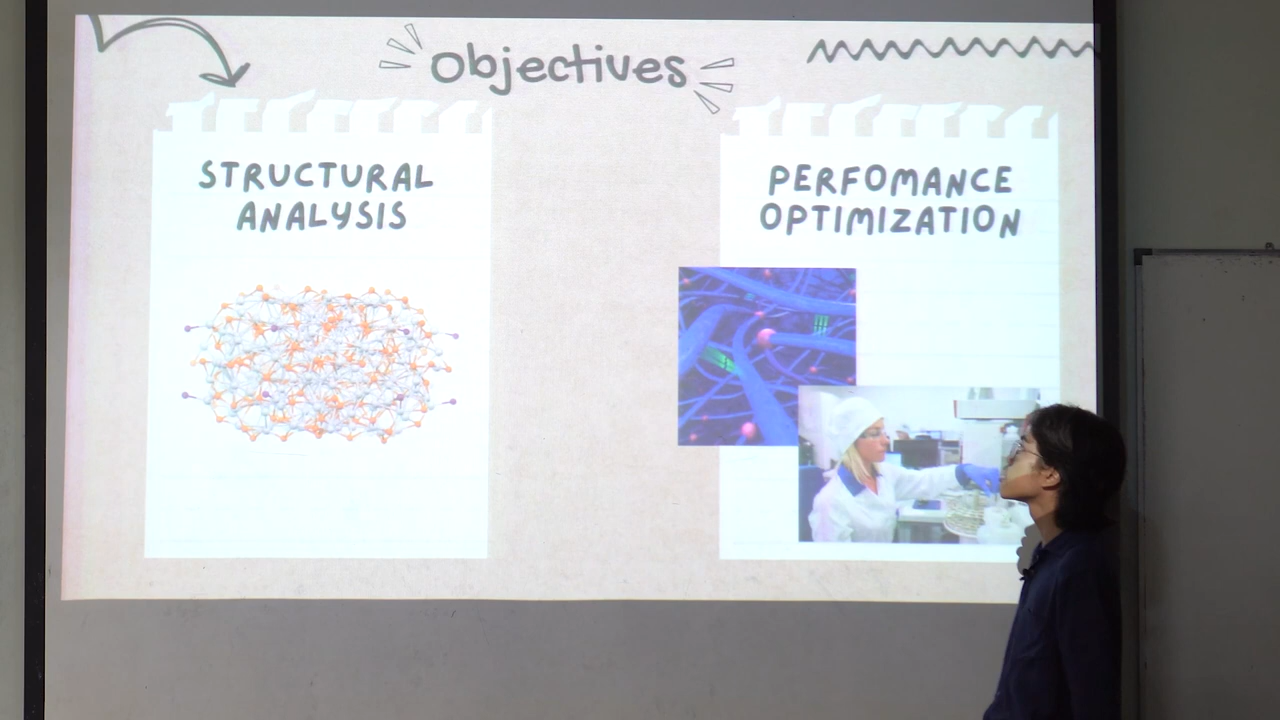 Objectives
STRUCTURAL
ANALYSIS
PERFOMANCE
OPTIMIZATION